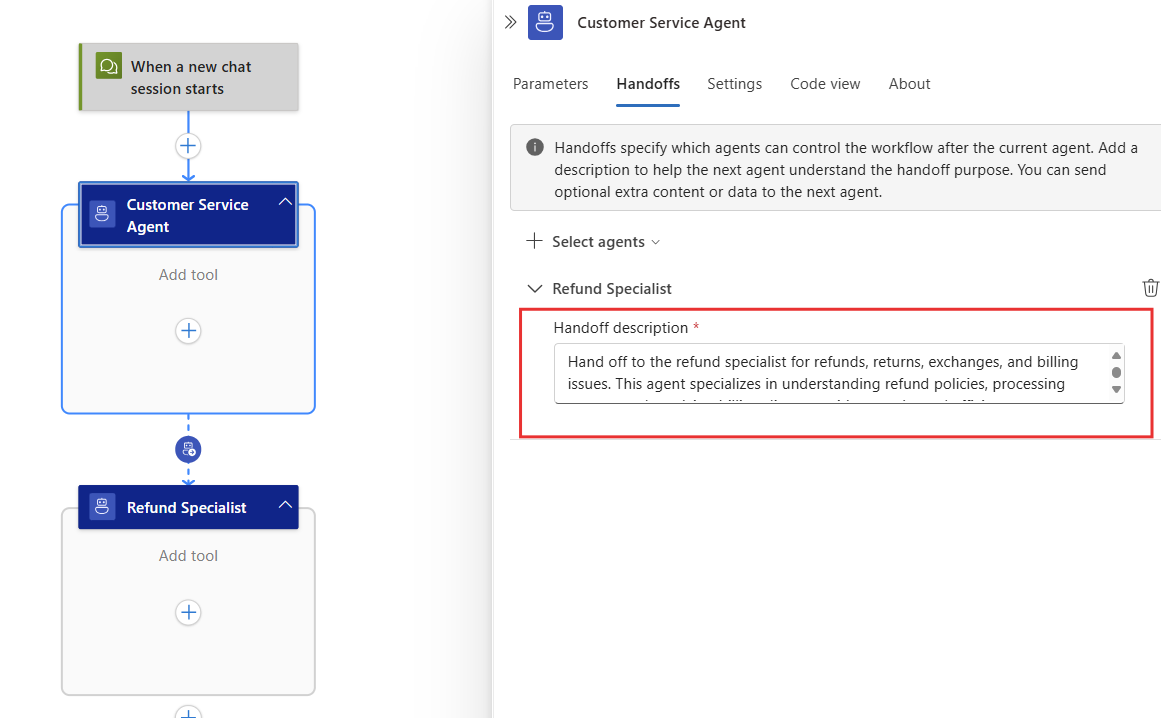 When a new chat
session starts
Customer Service
Agent
Add tool
Refund Specialist
Add tool
Customer Service Agent
Parameters
Handoffs
Settings
Code view
About
Handoffs specify which agents can control the workflow after the current agent. Add a
description to help the next agent understand the handoff purpose. You can send
optional extra content or data to the next agent.
Select agents
Refund Specialist
Handoff description *
Hand off to the refund specialist for refunds, returns, exchanges, and billing
issues. This agent specializes in understanding refund policies, processing